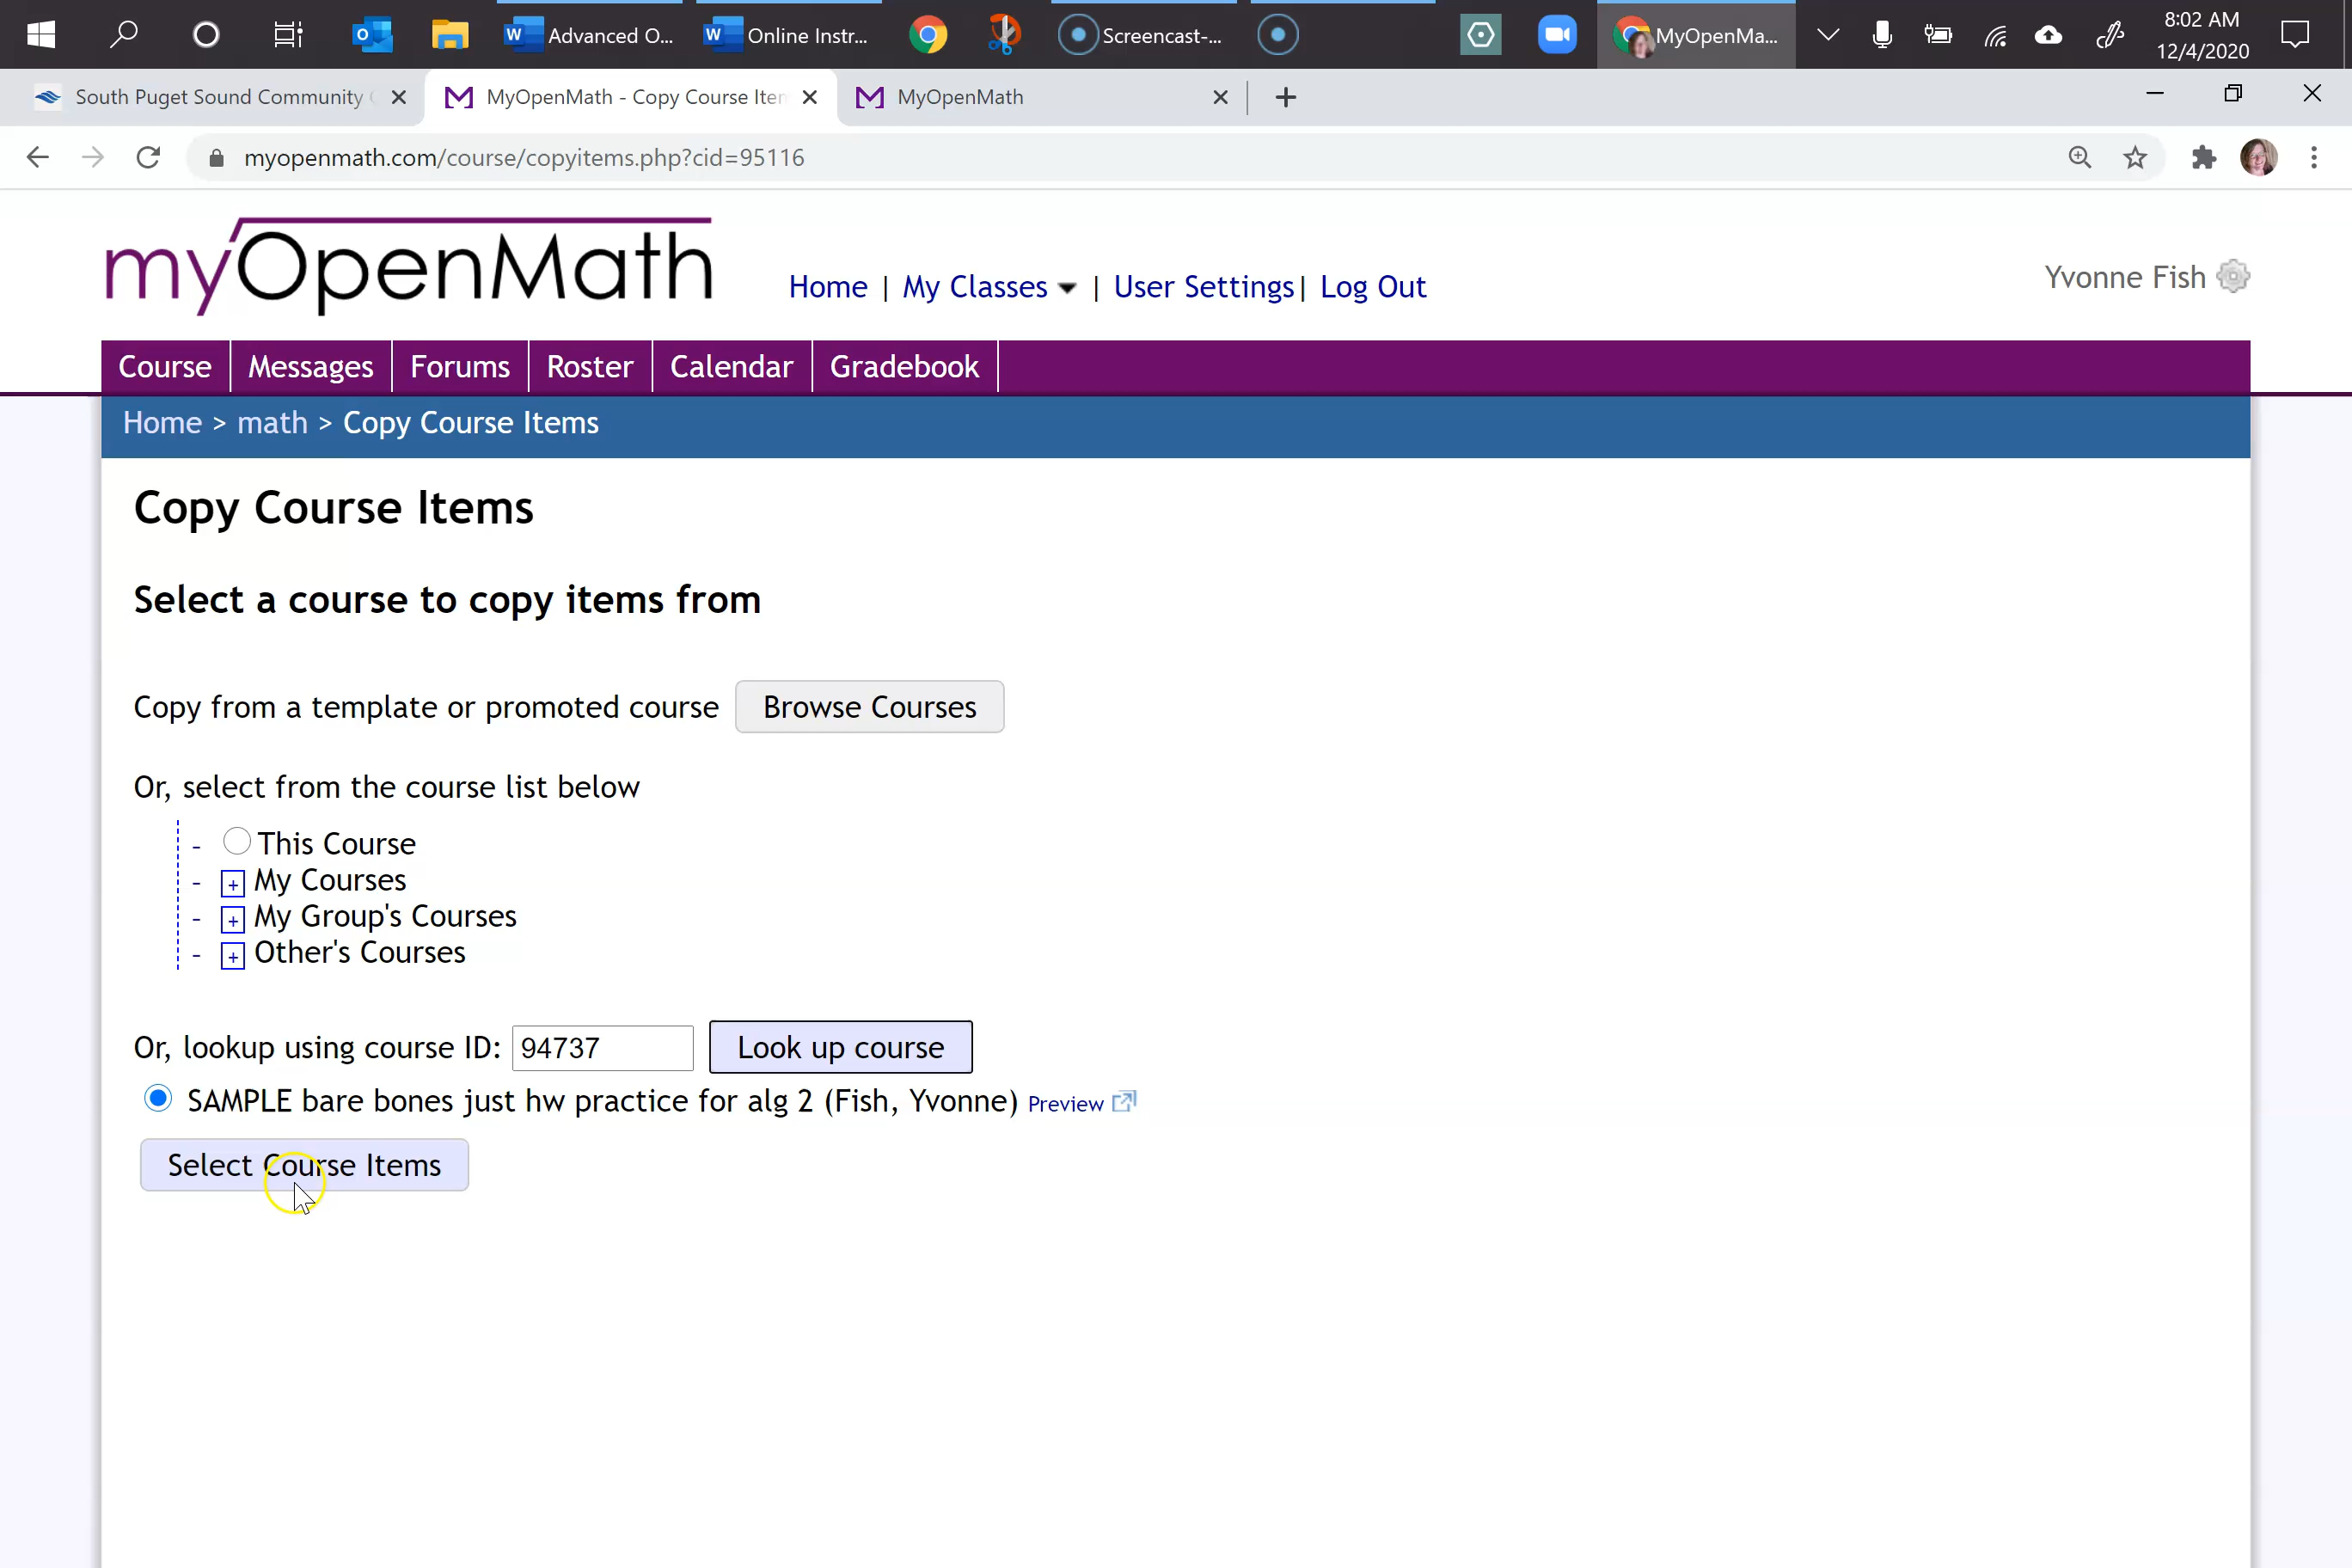 Advanced O...
Online Instr...
Screencast-...
MyOpenMa...
8:02 AM
12/4/2020
South Puget Sound Community
MyOpenMath - Copy Course Iten
MyOpenMath
myopenmath.com/course/copyitems.php?cid=95116
myOpenMath
Home | My Classes | User Settings | Log Out
Yvonne Fish
Course Messages Forums Roster Calendar Gradebook
Home > math > Copy Course Items
Copy Course Items
Select a course to copy items from
Copy from a template or promoted course Browse Courses
Or, select from the course list below
- This Course
- + My Courses
- + My Group's Courses
- + Other's Courses
Or, lookup using course ID: 94737 Look up course
SAMPLE bare bones just hw practice for alg 2 (Fish, Yvonne) Preview
Select Course Items